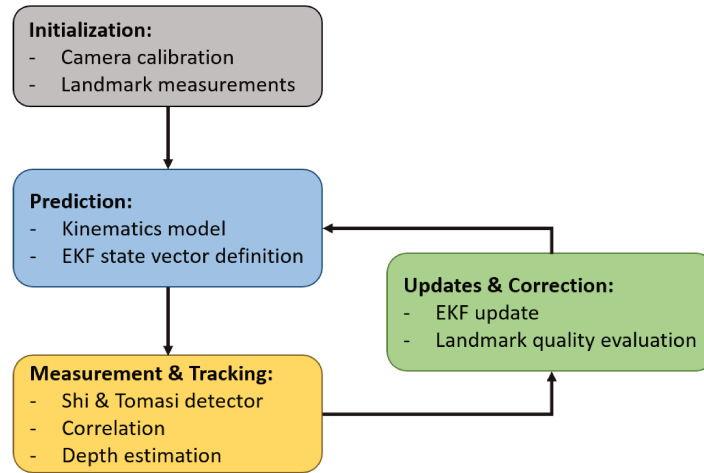 Initialization:
- Camera calibration
- Landmark measurements
Prediction:
- Kinematics model
- EKF state vector definition
Updates & Correction:
- EKF update
- Landmark quality evaluation
Measurement & Tracking:
- Shi & Tomasi detector
- Correlation
- Depth estimation